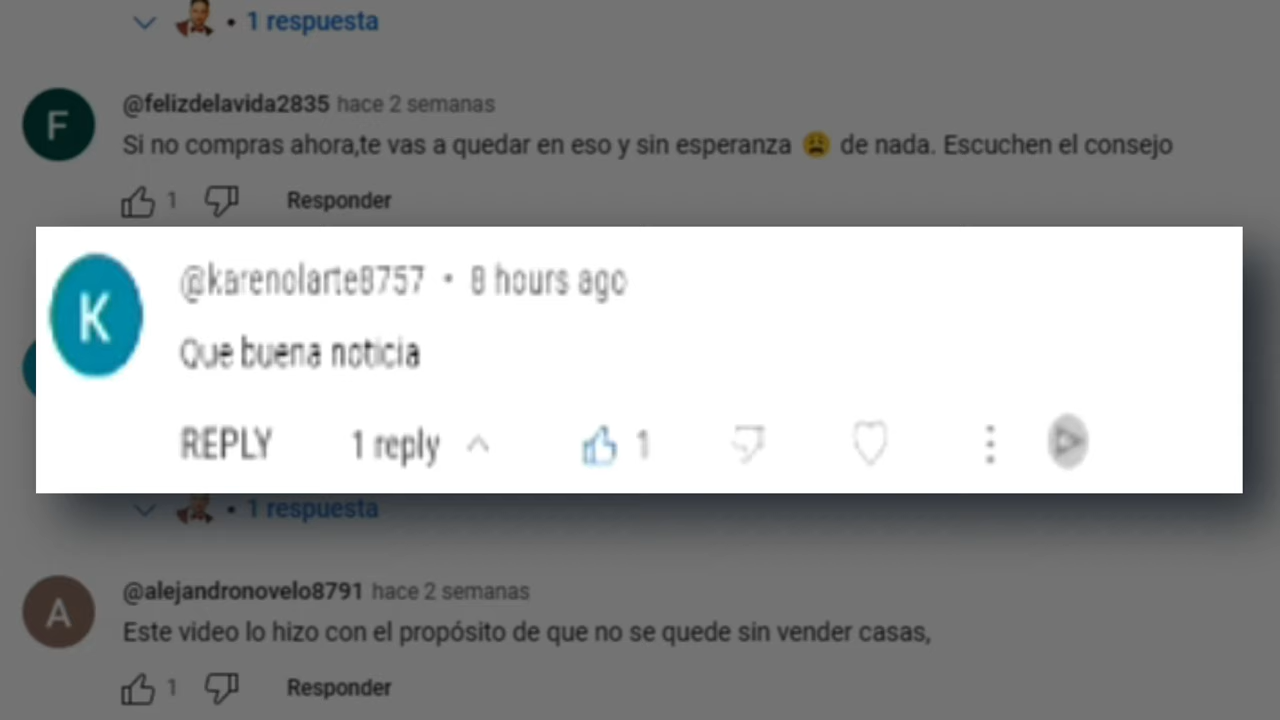 • 1 respuesta
F
@felizdelavida2835 hace 2 semanas
Si no compras ahora,te vas a quedar en eso y sin esperanza 😩 de nada. Escuchen el consejo
1 Responder
K
@karenolarte8757 • 8 hours ago
Que buena noticia
REPLY 1 reply 1
• 1 respuesta
A
@alejandronovelo8791 hace 2 semanas
Este video lo hizo con el propósito de que no se quede sin vender casas,
1 Responder